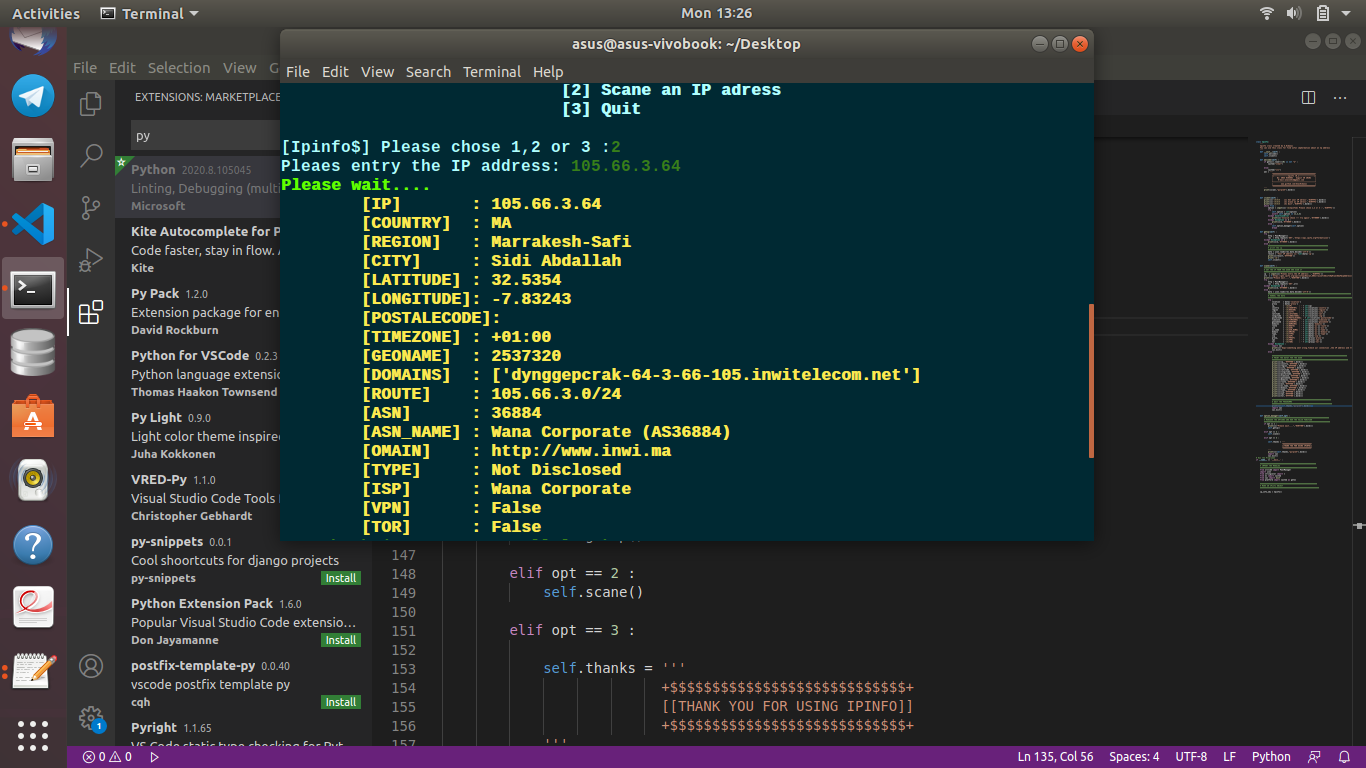 Activities
Terminal
Mon 13:26
asus@asus-vivobook: ~/Desktop
File Edit View Search Terminal Help
[2] Scane an IP adress
[3] Quit
[Ipinfo$] Please chose 1,2 or 3 :2
Pleaes entry the IP address: 105.66.3.64
Please wait....
[IP] : 105.66.3.64
[COUNTRY] : MA
[REGION] : Marrakesh-Safi
[CITY] : Sidi Abdallah
[LATITUDE] : 32.5354
[LONGITUDE]: -7.83243
[POSTALECODE]:
[TIMEZONE] : +01:00
[GEONAME] : 2537320
[DOMAINS] : ['dynggepcrak-64-3-66-105.inwitelecom.net']
[ROUTE] : 105.66.3.0/24
[ASN] : 36884
[ASN_NAME] : Wana Corporate (AS36884)
[OMAIN] : http://www.inwi.ma
[TYPE] : Not Disclosed
[ISP] : Wana Corporate
[VPN] : False
[TOR] : False
File Edit Selection View G
EXTENSIONS: MARKETPLACE
py
Python 2020.8.105045
Linting, Debugging (multi
Microsoft
Kite Autocomplete for P
Code faster, stay in flow.
Kite
Py Pack 1.2.0
Extension package for en
David Rockburn
Python for VSCode 0.2.3
Python language extensio
Thomas Haakon Townsend
Py Light 0.9.0
Light color theme inspired
Juha Kokkonen
VRED-Py 1.1.0
Visual Studio Code Tools
Christopher Gebhardt
py-snippets 0.0.1
Cool shoortcuts for django projects
py-snippets Install
Python Extension Pack 1.6.0
Popular Visual Studio Code extensio...
Don Jayamanne Install
postfix-template-py 0.0.40
vscode postfix template py
cqh Install
Pyright 1.1.65
VS Code static type checking for Pyt
147
148 elif opt == 2 :
149 self.scane()
150
151 elif opt == 3 :
152
153 self.thanks = '''
154 +$$$$$$$$$$$$$$$$$$$$$$$$$$$+
155 [[THANK YOU FOR USING IPINFO]]
156 +$$$$$$$$$$$$$$$$$$$$$$$$$$$+
157 '''
1
0 0
Ln 135, Col 56 Spaces: 4 UTF-8 LF Python